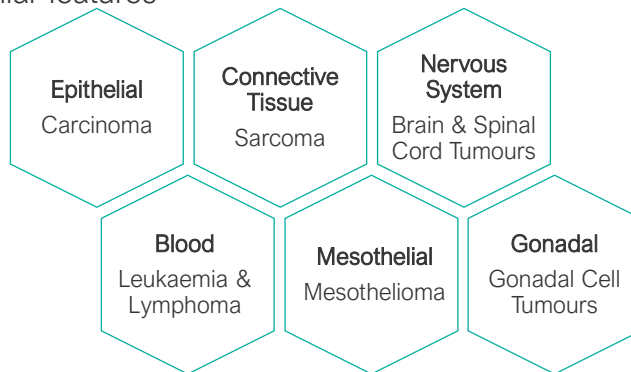 features
Epithelial
Carcinoma
Connective
Tissue
Sarcoma
Nervous
System
Brain & Spinal
Cord Tumours
Blood
Leukaemia &
Lymphoma
Mesothelial
Mesothelioma
Gonadal
Gonadal Cell
Tumours